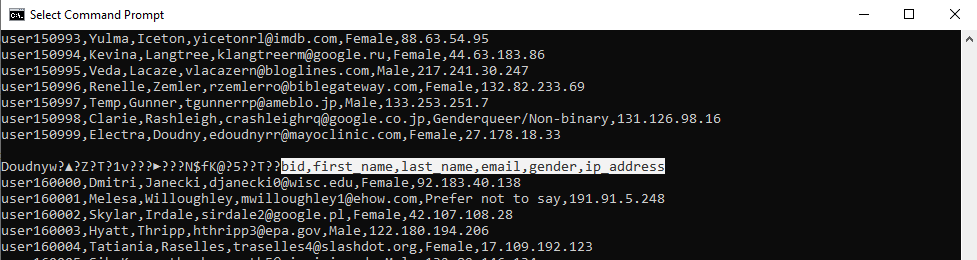 Select Command Prompt
user150993,Yulma,Iceton,yicetonrl@imdb.com,Female,88.63.54.95
user150994,Kevina,Langtree,klangtreerm@google.ru,Female,44.63.183.86
user150995,Veda,Lacaze,vlacazern@bloglines.com,Male,217.241.30.247
user150996,Renelle,Zemler,rzemlerro@biblegateway.com,Female,132.82.233.69
user150997,Temp,Gunner,tgunnerrp@ameblo.jp,Male,133.253.251.7
user150998,Clarie,Rashleigh,crashleighrq@google.co.jp,Genderqueer/Non-binary,131.126.98.16
user150999,Electra,Doudny,edoudnyrr@mayoclinic.com,Female,27.178.18.33
Doudnyw?▲?Z?T?1v???►???N$fK@?5??T??bid,first_name,last_name,email,gender,ip_address
user160000,Dmitri,Janecki,djanecki0@wisc.edu,Female,92.183.40.138
user160001,Melesa,Willoughley,mwilloughley1@ehow.com,Prefer not to say,191.91.5.248
user160002,Skylar,Irdale,sirdale2@google.pl,Female,42.107.108.28
user160003,Hyatt,Thripp,hthripp3@epa.gov,Male,122.180.194.206
user160004,Tatiania,Raselles,traselles4@slashdot.org,Female,17.109.192.123